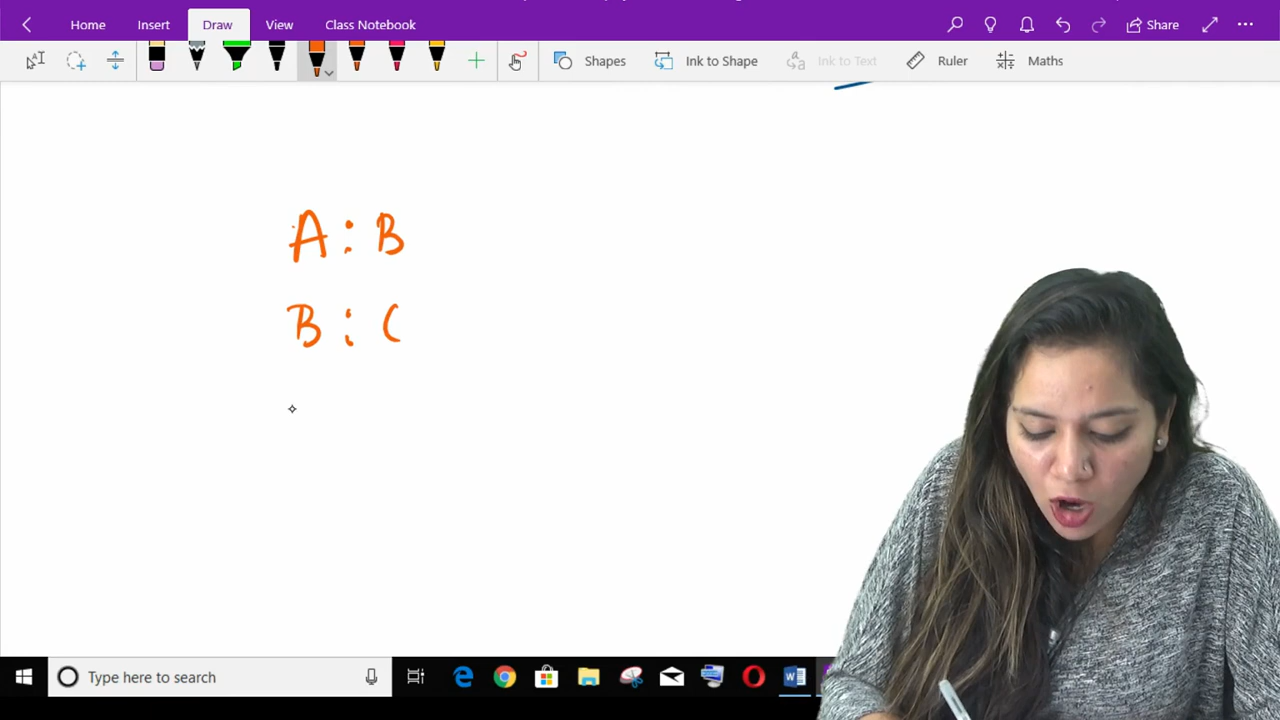 Home Insert Draw View Class Notebook Share
Shapes Ink to Shape Ink to Text Ruler Maths
A : B
B : C
Type here to search